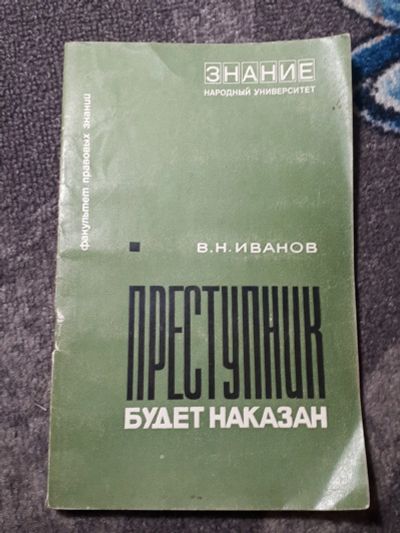 ЗНАНИЕ
НАРОДНЫЙ УНИВЕРСИТЕТ
факультет правовых знаний
В.Н.ИВАНОВ
ПРЕСТУПНИК
БУДЕТ НАКАЗАН